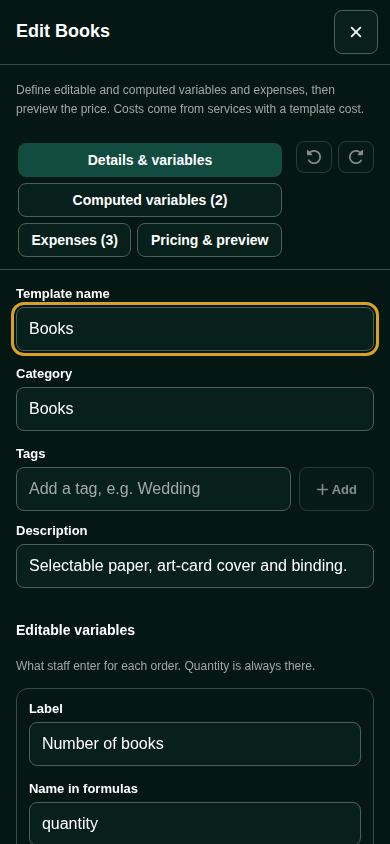 Edit Books
Define editable and computed variables and expenses, then
preview the price. Costs come from services with a template cost.
Details & variables
Computed variables (2)
Expenses (3)
Pricing & preview
Template name
Books
Category
Books
Tags
Add a tag, e.g. Wedding
Add
Description
Selectable paper, art-card cover and binding.
Editable variables
What staff enter for each order. Quantity is always there.
Label
Number of books
Name in formulas
quantity